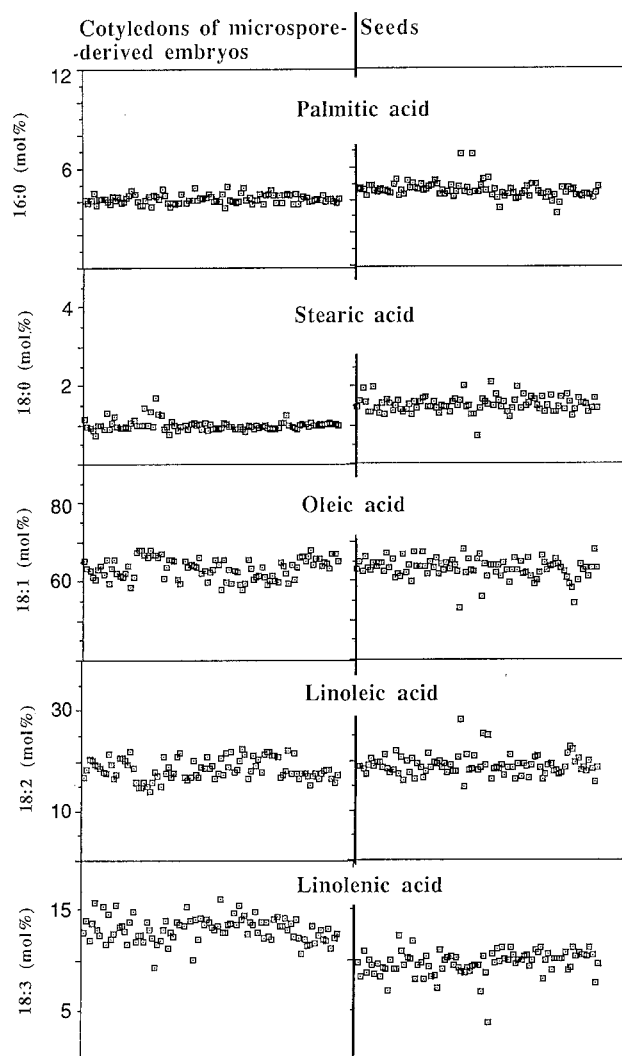 Cotyledons of microspore-
-derived embryos
Seeds
12
Palmitic acid
6
16:0 (mol%)
4
Stearic acid
2
18:0 (mol%)
80
Oleic acid
60
18:1 (mol%)
30
Linoleic acid
10
18:2 (mol%)
Linolenic acid
15
5
18:3 (mol%)